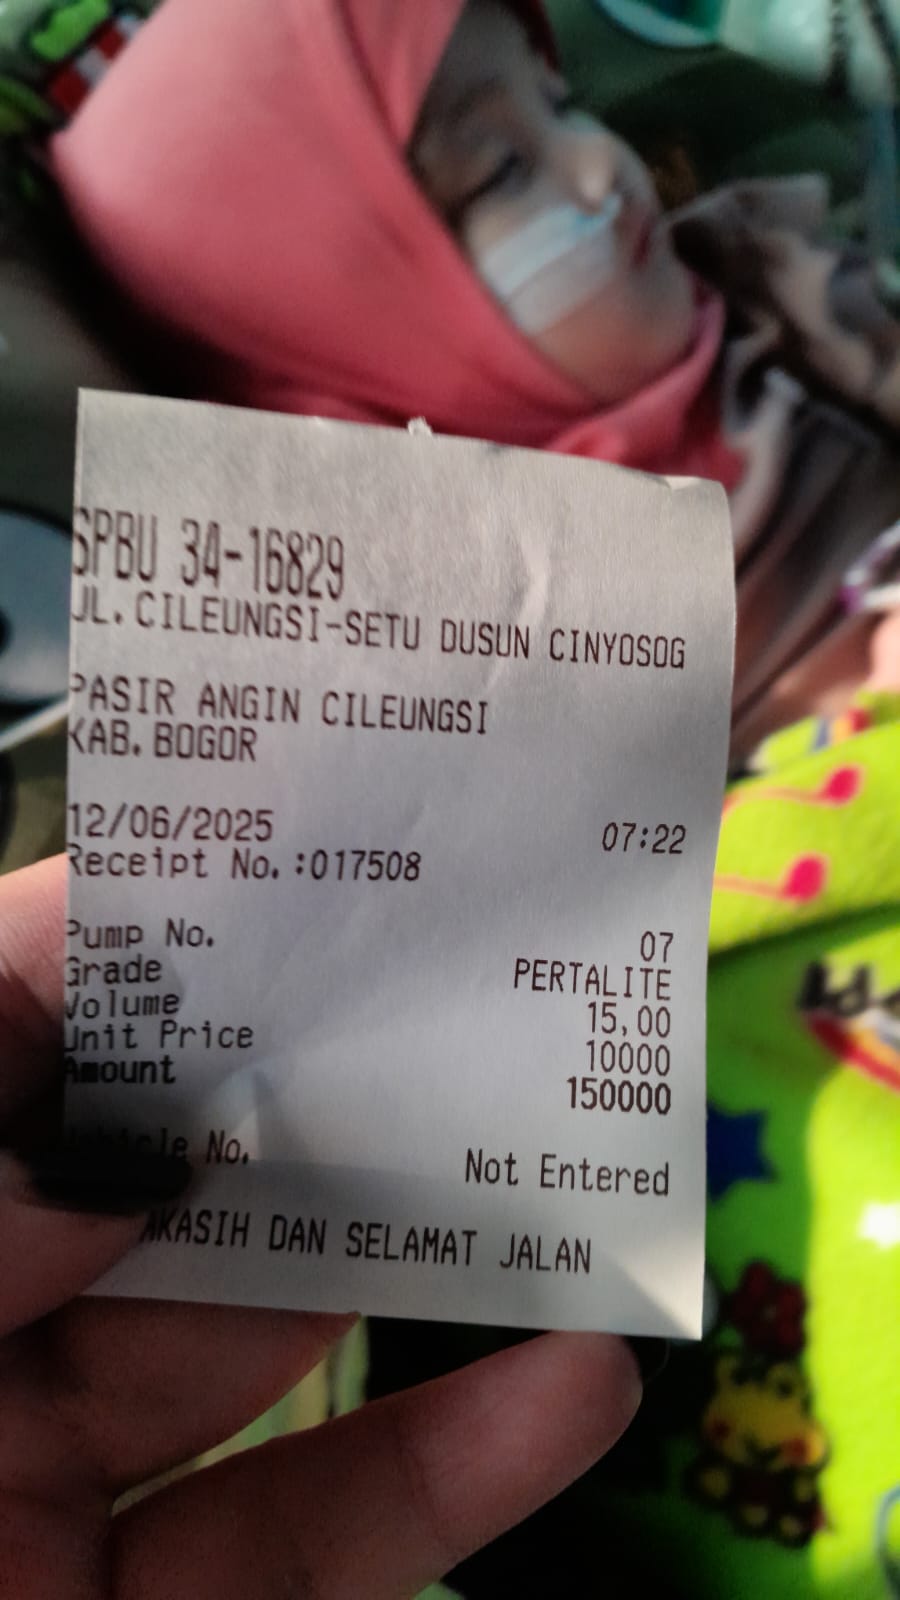 SPBU 34-16829
JL. CILEUNGSI-SETU DUSUN CINYOSOG
PASIR ANGIN CILEUNGSI
KAB. BOGOR
12/06/2025 07:22
Receipt No.:017508
Pump No. 07
Grade PERTALITE
Volume 15,00
Unit Price 10000
Amount 150000
No. Not Entered
DAN SELAMAT JALAN